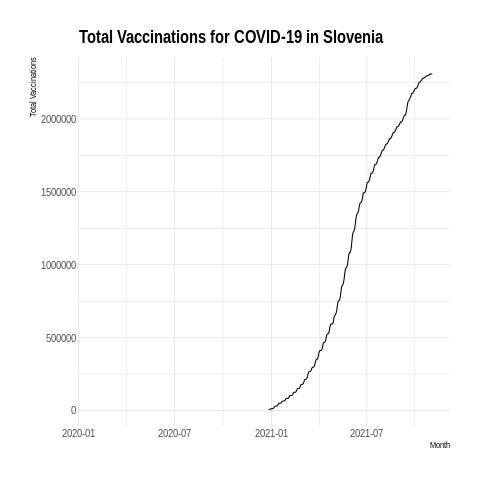 Total Vaccinations for COVID-19 in Slovenia
Total Vaccinations
2000000
1500000
1000000
500000
0
2020-01 2020-07 2021-01 2021-07
Month